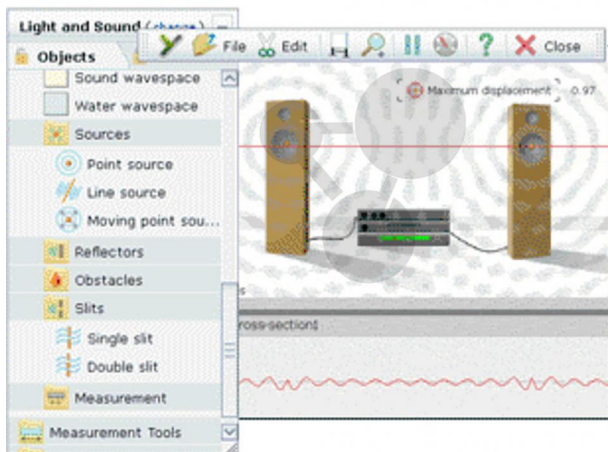 Light and Sound (change)
File Edit Close
Objects
Sound wavespace
Maximum displacement 0.97
Water wavespace
Sources
Point source
Line source
Moving point sou...
Reflectors
Obstacles
Slits
ross-section)
Single slit
Double slit
Measurement
Measurement Tools